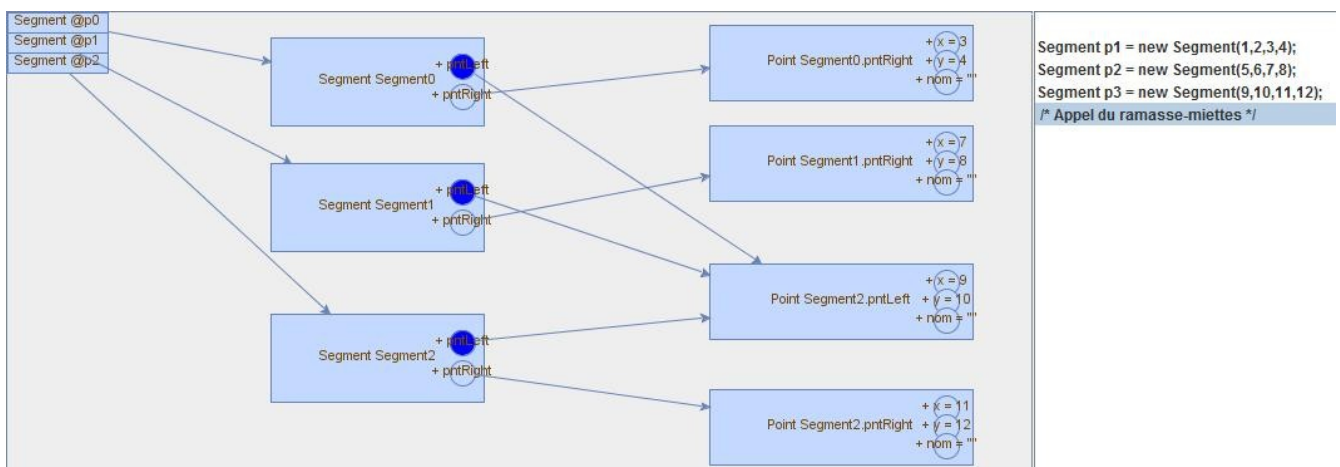 Segment @p0
Segment @p1
Segment @p2
Segment Segment0
+ pntLeft
+ pntRight
Segment Segment1
+ pntLeft
+ pntRight
Segment Segment2
+ pntLeft
+ pntRight
Point Segment0.pntRight
+ x = 3
+ y = 4
+ nom = ""
Point Segment1.pntRight
+ x = 7
+ y = 8
+ nom = ""
Point Segment2.pntLeft
+ x = 9
+ y = 10
+ nom = ""
Point Segment2.pntRight
+ x = 11
+ y = 12
+ nom = ""
Segment p1 = new Segment(1,2,3,4);
Segment p2 = new Segment(5,6,7,8);
Segment p3 = new Segment(9,10,11,12);
/* Appel du ramasse-miettes */